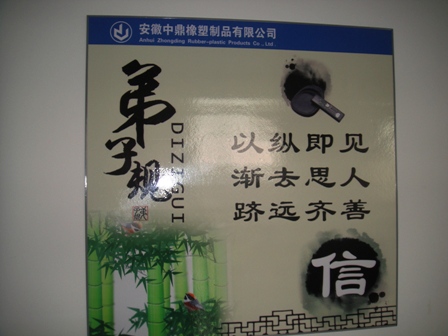 安徽中鼎橡塑制品有限公司
Anhui Zhongding Rubber-plastic Products Co., Ltd
弟子规
DIZIGUI
以纵即见
渐去思人
跻远齐善
信